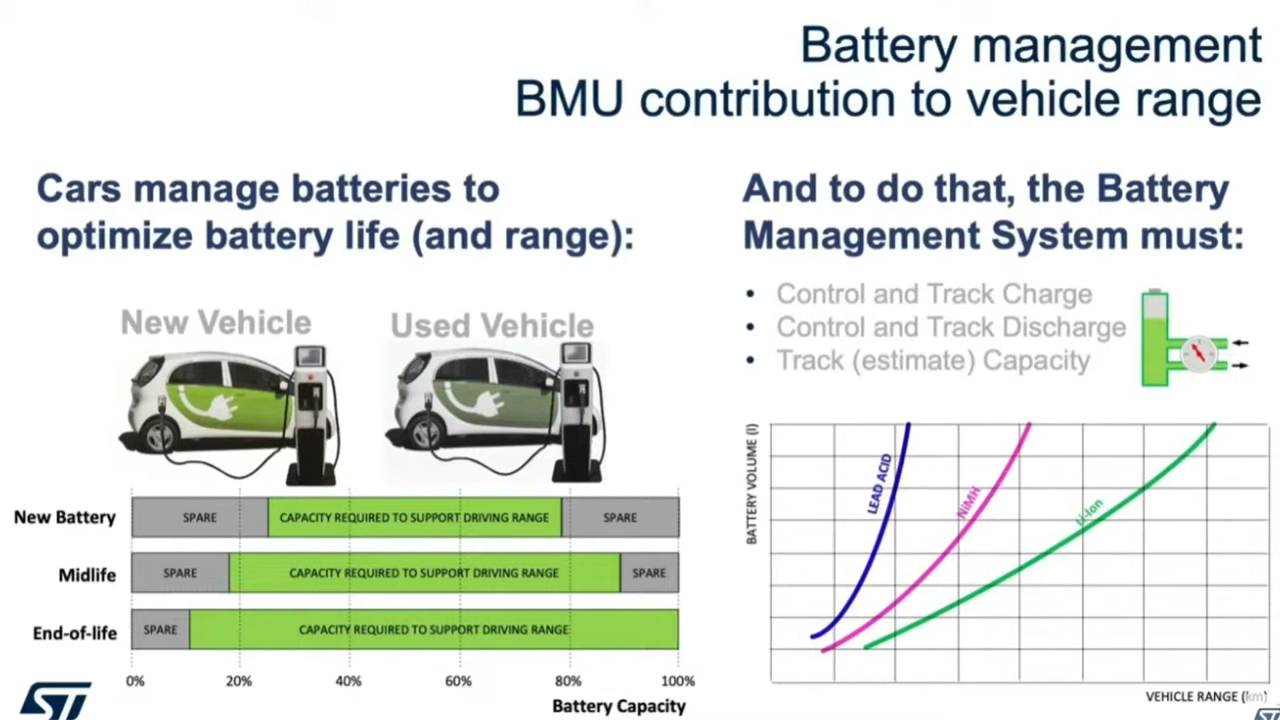 Battery management
BMU contribution to vehicle range
Cars manage batteries to
optimize battery life (and range):
New Vehicle
Used Vehicle
New Battery
SPARE
CAPACITY REQUIRED TO SUPPORT DRIVING RANGE
SPARE
Midlife
SPARE
CAPACITY REQUIRED TO SUPPORT DRIVING RANGE
SPARE
End-of-life
SPARE
CAPACITY REQUIRED TO SUPPORT DRIVING RANGE
0%
20%
40%
60%
80%
100%
Battery Capacity
ST
And to do that, the Battery
Management System must:
• Control and Track Charge
• Control and Track Discharge
• Track (estimate) Capacity
BATTERY VOLUME (l)
LEAD ACID
NiMH
Li-Ion
VEHICLE RANGE (km)
ST